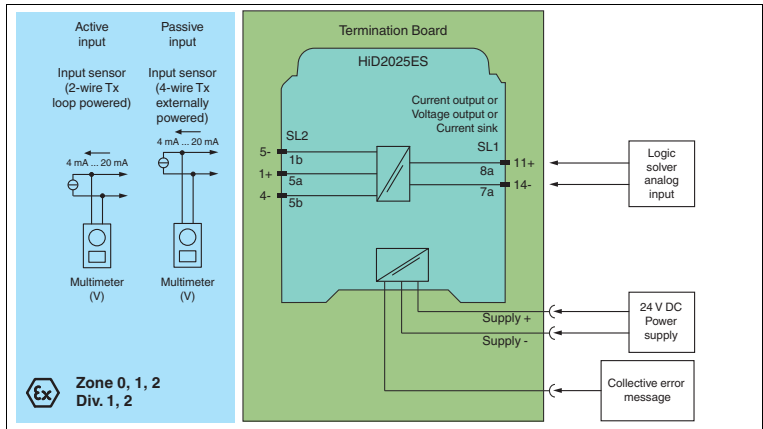 Active
input
Input sensor
(2-wire Tx
loop powered)
4 mA ... 20 mA
Multimeter
(V)
Passive
input
Input sensor
(4-wire Tx
externally
powered)
4 mA ... 20 mA
Multimeter
(V)
Ex
Zone 0, 1, 2
Div. 1, 2
Termination Board
HiD2025ES
Current output or
Voltage output or
Current sink
SL2
SL1
5-
1b
1+
5a
4-
5b
11+
8a
14-
7a
Supply +
Supply -
Logic
solver
analog
input
24 V DC
Power
supply
Collective error
message